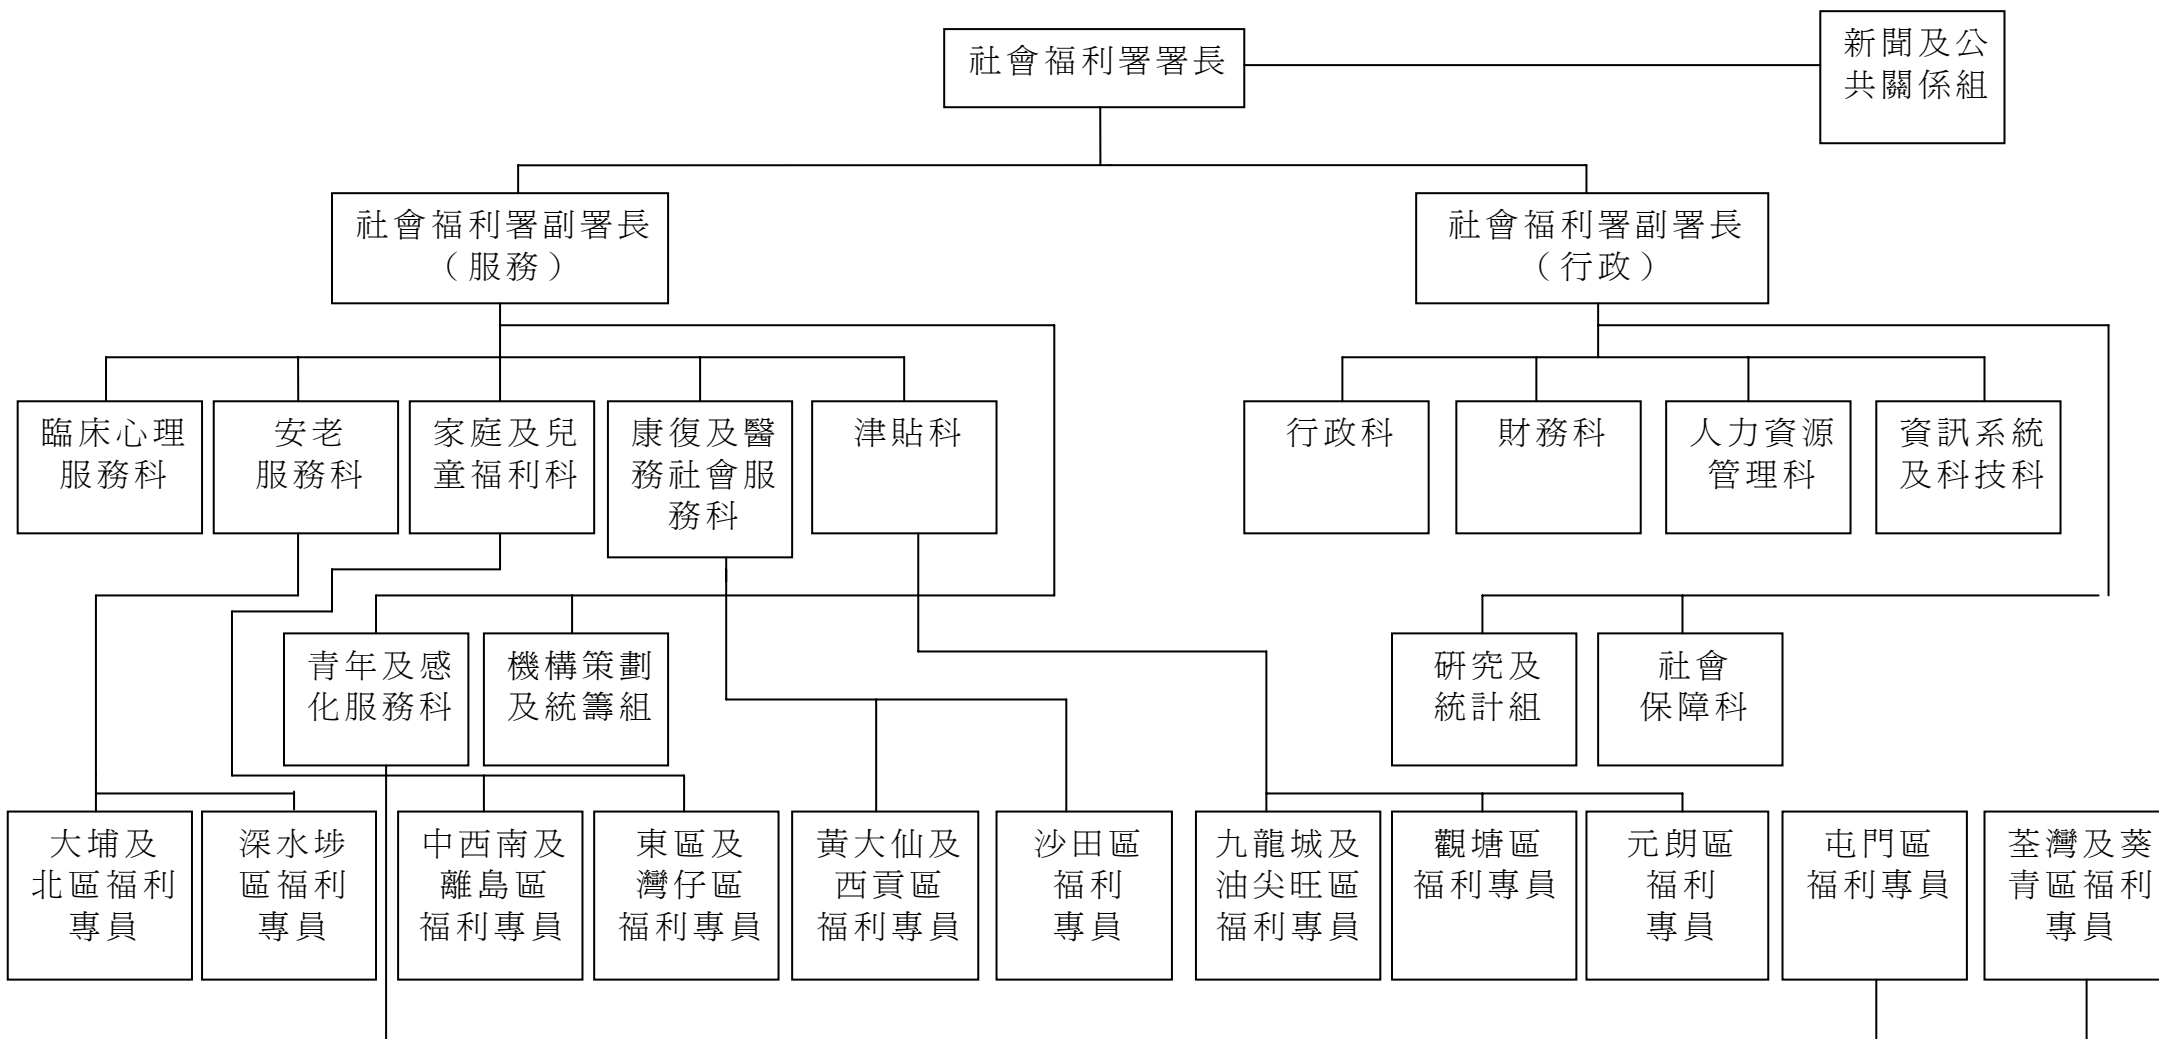 社會福利署署長
新聞及公
共關係組
社會福利署副署長
（服務）
社會福利署副署長
（行政）
臨床心理
服務科
安老
服務科
家庭及兒
童福利科
康復及醫
務社會服
務科
津貼科
行政科
財務科
人力資源
管理科
資訊系統
及科技科
青年及感
化服務科
機構策劃
及統籌組
研究及
統計組
社會
保障科
大埔及
北區福利
專員
深水埗
區福利
專員
中西南及
離島區
福利專員
東區及
灣仔區
福利專員
黃大仙及
西貢區
福利專員
沙田區
福利
專員
九龍城及
油尖旺區
福利專員
觀塘區
福利專員
元朗區
福利
專員
屯門區
福利專員
荃灣及葵
青區福利
專員